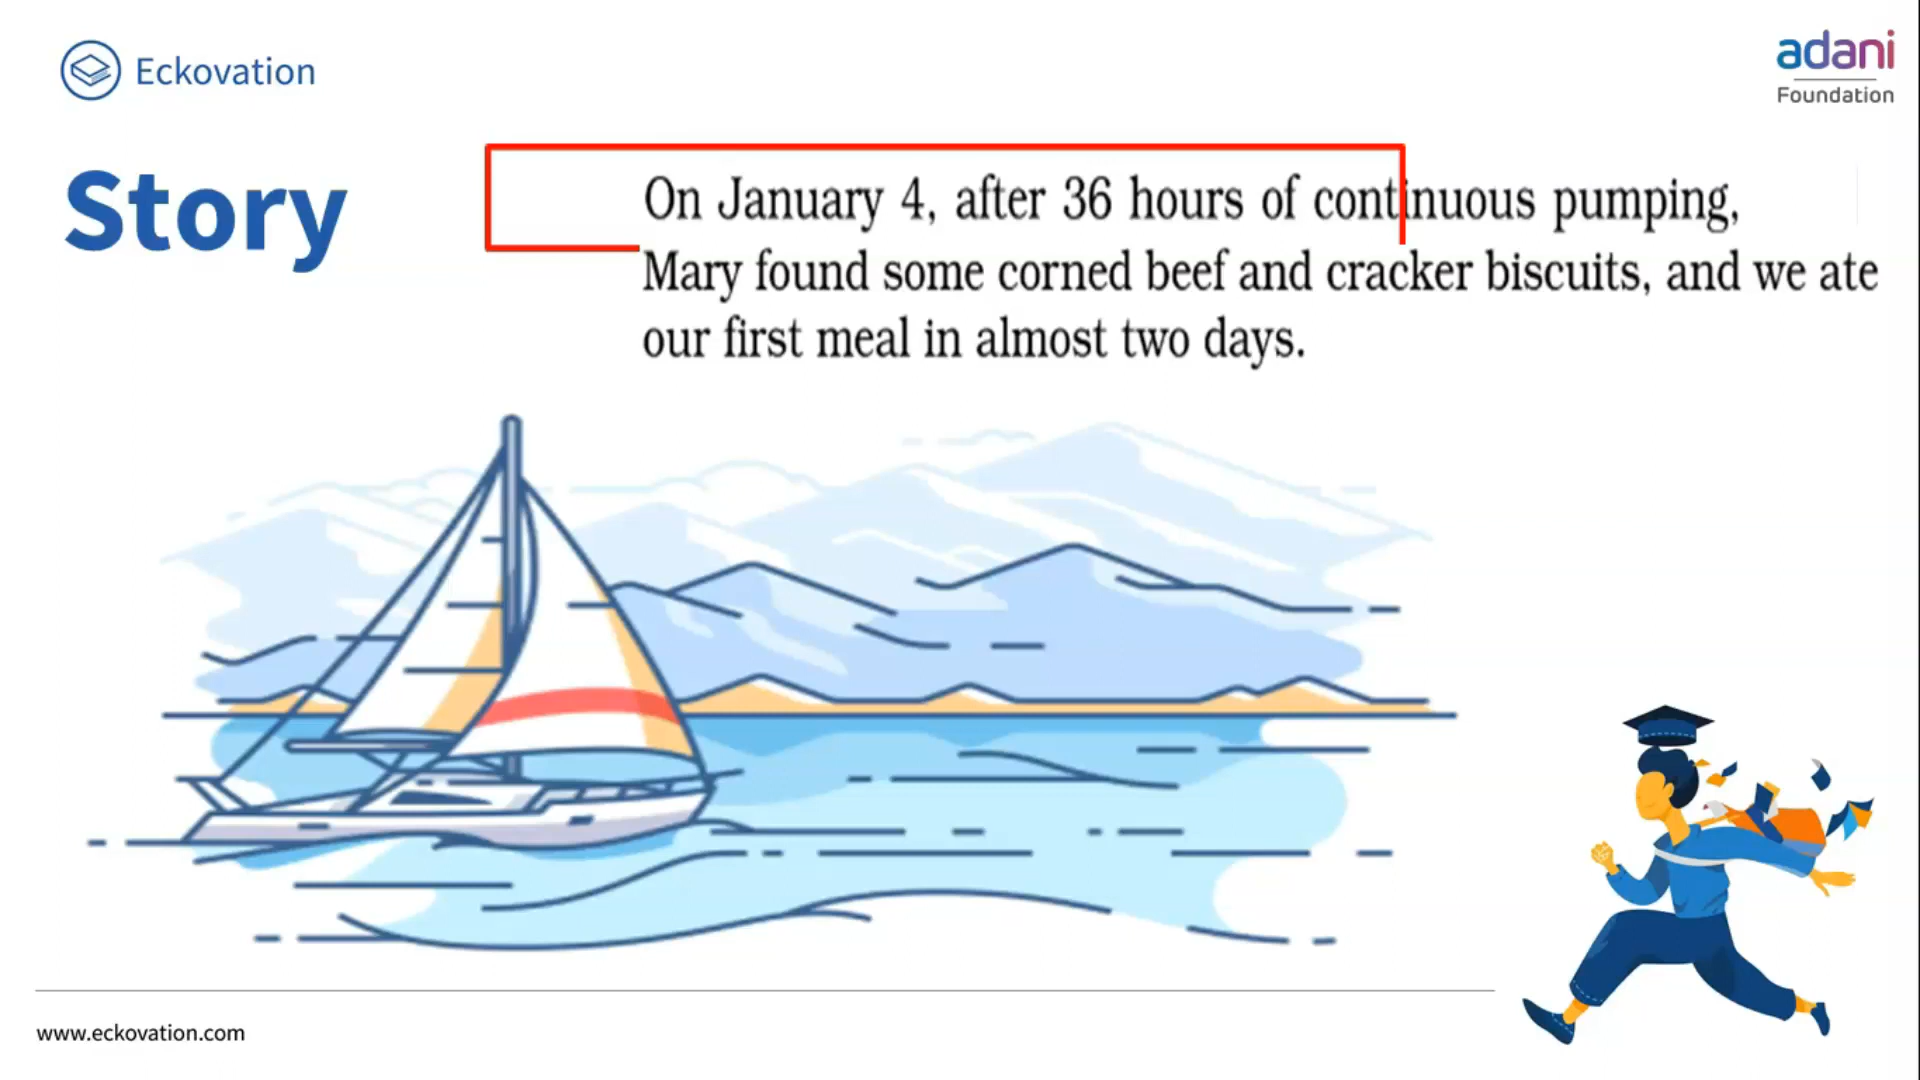 Eckovation
adani
Foundation
Story
On January 4, after 36 hours of continuous pumping,
Mary found some corned beef and cracker biscuits, and we ate
our first meal in almost two days.
www.eckovation.com